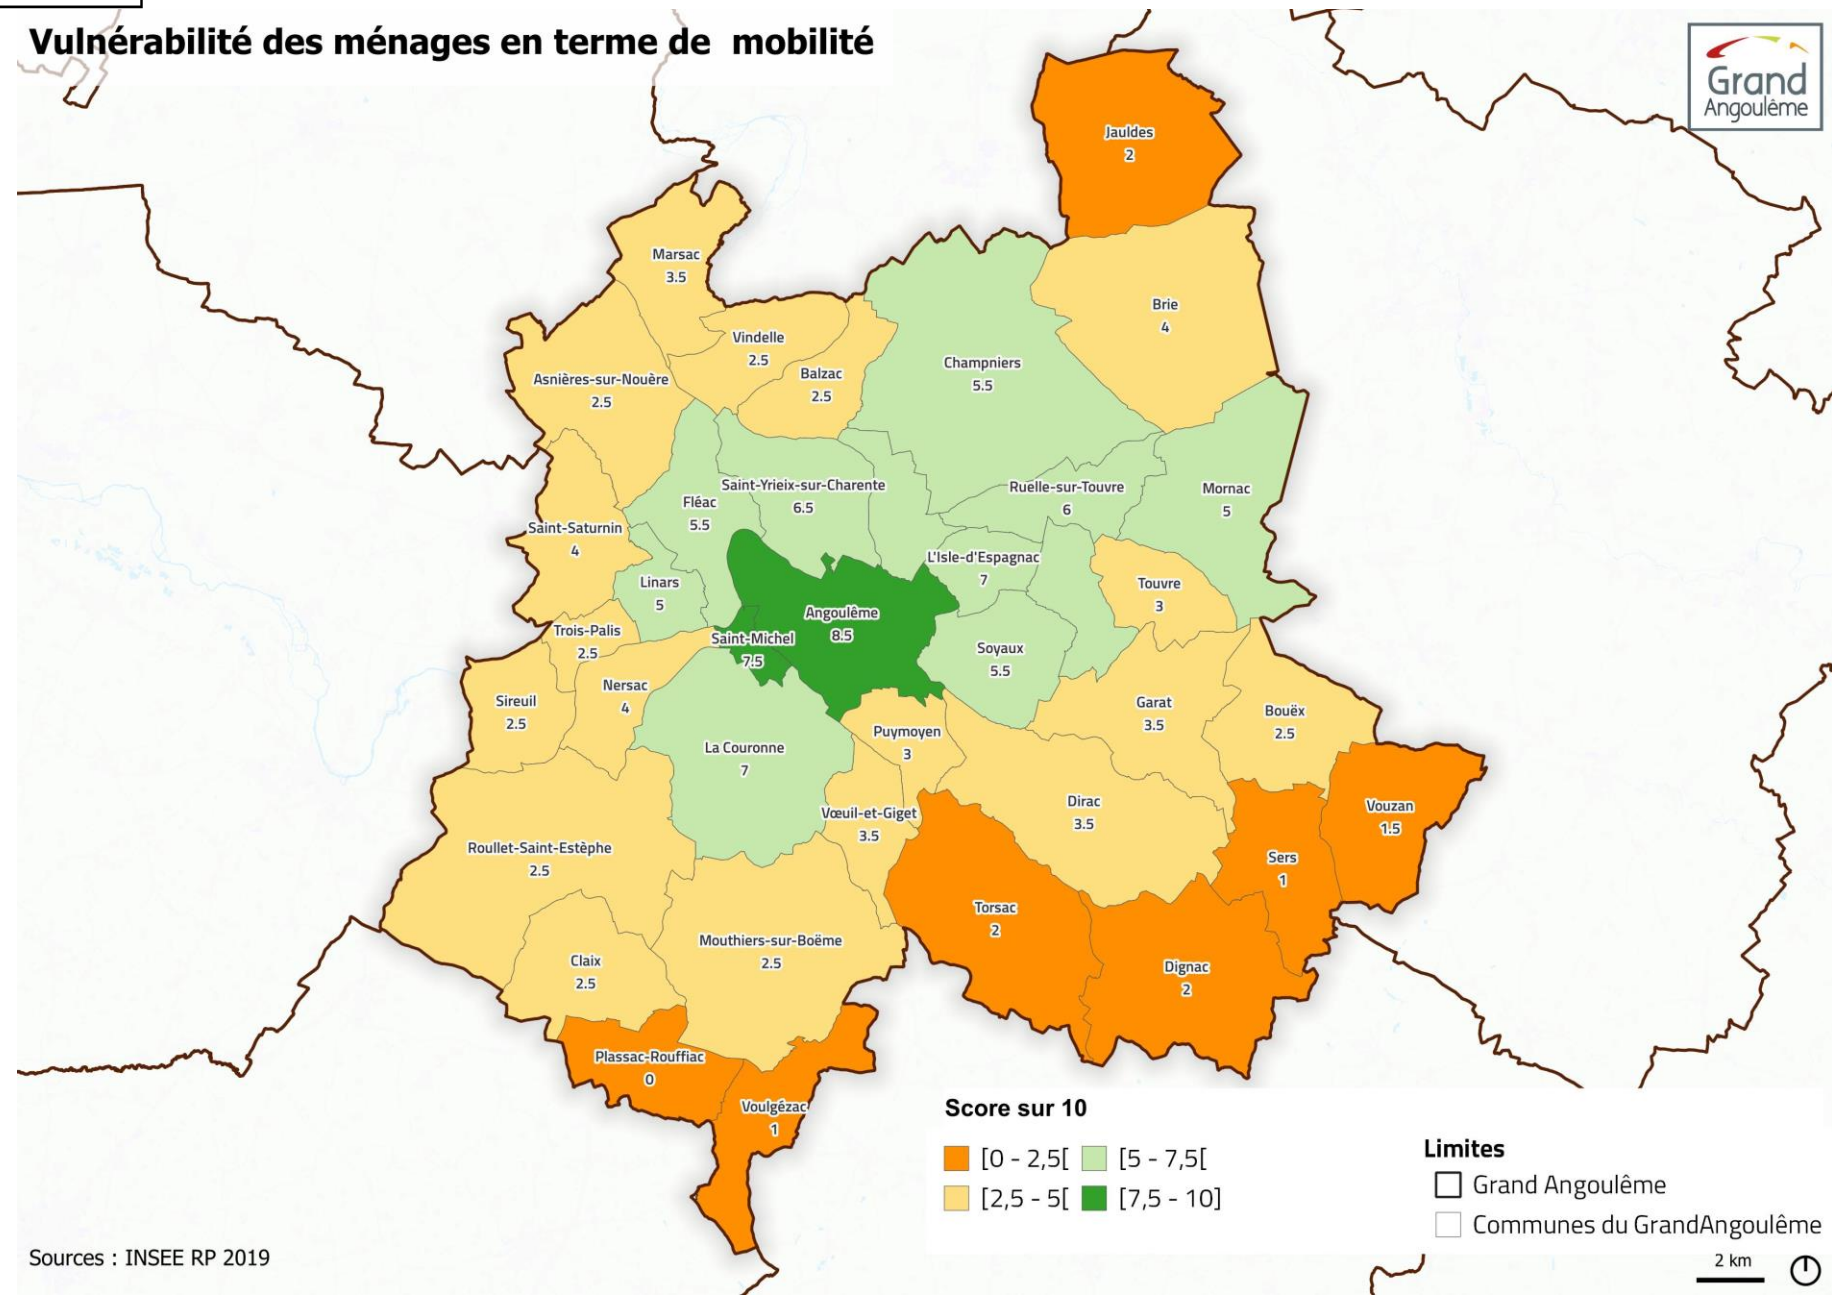 Vulnérabilité des ménages en terme de  mobilité
Grand
Angoulême
Jauldes
2
Marsac
3.5
Brie
4
Vindelle
2.5
Champniers
5.5
Balzac
2.5
Asnières-sur-Nouère
2.5
Saint-Yrieix-sur-Charente
6.5
Ruelle-sur-Touvre
6
Mornac
5
Fléac
5.5
Saint-Saturnin
4
L'Isle-d'Espagnac
7
Linars
5
Touvre
3
Angoulême
8.5
Trois-Palis
2.5
Saint-Michel
7.5
Soyaux
5.5
Nersac
4
Sireuil
2.5
Garat
3.5
Bouëx
2.5
Puymoyen
3
La Couronne
7
Dirac
3.5
Vouzan
1.5
Vœuil-et-Giget
3.5
Roullet-Saint-Estèphe
2.5
Sers
1
Torsac
2
Mouthiers-sur-Boëme
2.5
Claix
2.5
Dignac
2
Plassac-Rouffiac
0
Voulgézac
1
Score sur 10
[0 - 2,5[
[5 - 7,5[
[2,5 - 5[
[7,5 - 10]
Limites
Grand Angoulême
Communes du GrandAngoulême
Sources : INSEE RP 2019
2 km